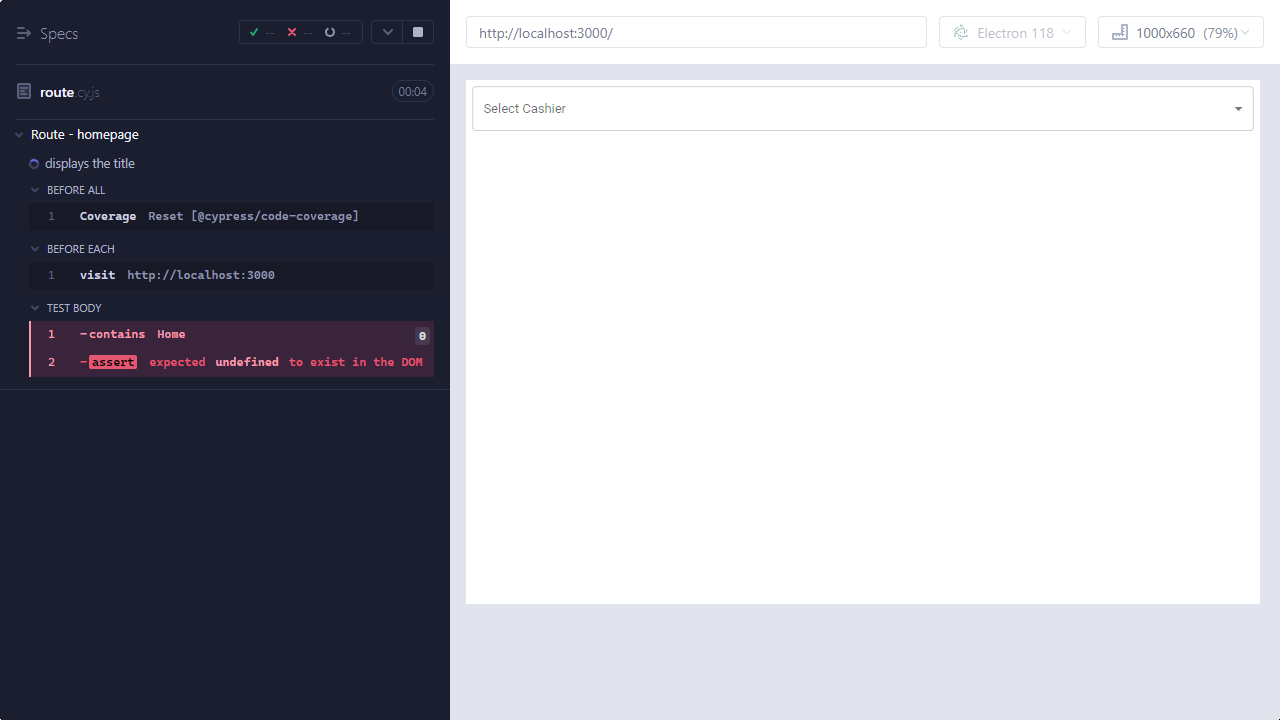 Specs
-- -- --
route.cy.js 00:04
Route - homepage
displays the title
BEFORE ALL
1 Coverage Reset [@cypress/code-coverage]
BEFORE EACH
1 visit http://localhost:3000
TEST BODY
1 -contains Home 0
2 -assert expected undefined to exist in the DOM
http://localhost:3000/ Electron 118 1000x660 (79%)
Select Cashier